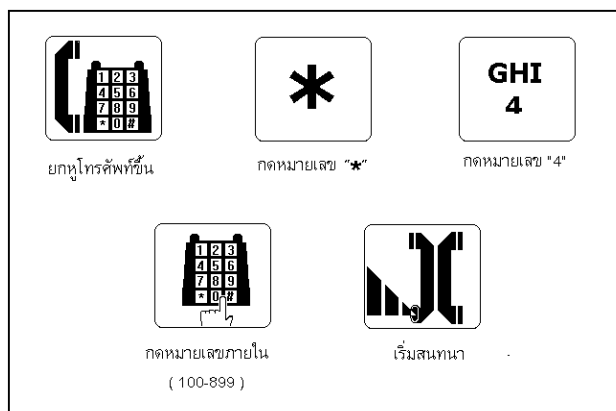 1 2 3
4 5 6
7 8 9
* 0 #
ยกหูโทรศัพท์ขึ้น
*
กดหมายเลข "*"
GHI
4
กดหมายเลข "4"
1 2 3
4 5 6
7 8 9
* 0 #
กดหมายเลขภายใน
( 100-899 )
เริ่มสนทนา